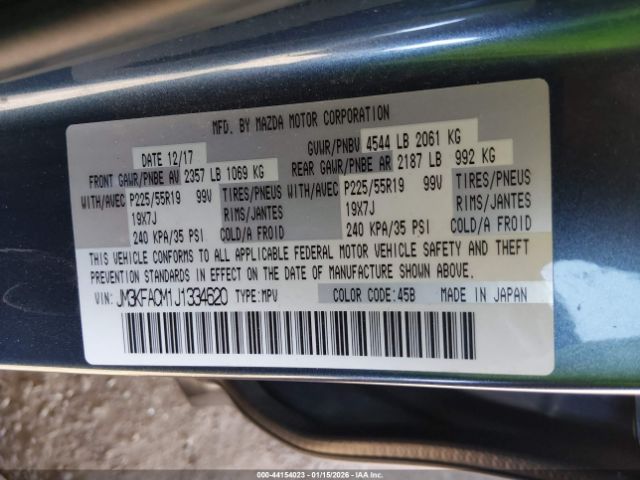 MFD. BY MAZDA MOTOR CORPORATION
DATE 12/17 GVWR/PNBV 4544 LB 2061 KG
FRONT GAWR/PNBE AV 2357 LB 1069 KG REAR GAWR/PNBE AR 2187 LB 992 KG
WITH/AVEC P225/55R19 99V TIRES/PNEUS WITH/AVEC P225/55R19 99V TIRES/PNEUS
19X7J RIMS/JANTES 19X7J RIMS/JANTES
240 KPA/35 PSI COLD/A FROID 240 KPA/35 PSI COLD/A FROID
THIS VEHICLE CONFORMS TO ALL APPLICABLE FEDERAL MOTOR VEHICLE SAFETY AND THEFT
PREVENTION STANDARDS IN EFFECT ON THE DATE OF MANUFACTURE SHOWN ABOVE.
VIN: JM3KFACM1J1334620 TYPE:MPV COLOR CODE:45B MADE IN JAPAN
000-44154023 - 01/15/2026 - IAAI.com